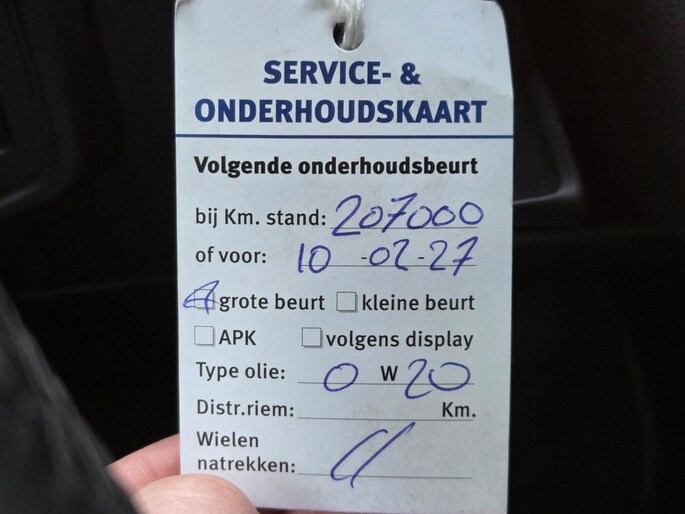 SERVICE- &
ONDERHOUDSKAART
Volgende onderhoudsbeurt
bij Km. stand: 207000
of voor: 10 -02-27
grote beurt kleine beurt
APK volgens display
Type olie: 0 W 20
Distr.riem: Km.
Wielen
natrekken: